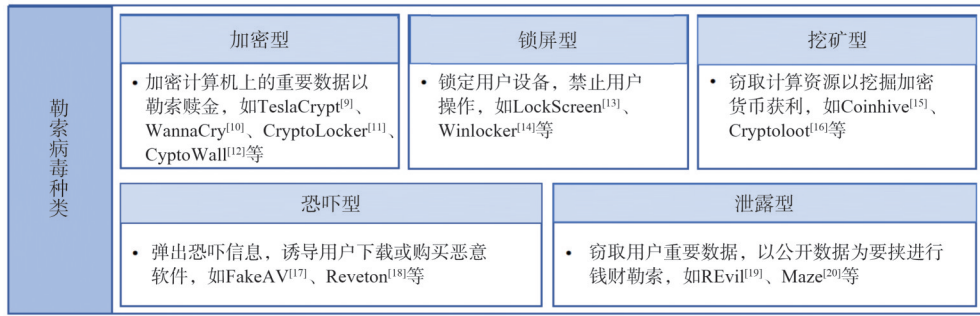 勒索病毒种类
加密型
• 加密计算机上的重要数据以
勒索赎金，如TeslaCrypt[9]、
WannaCry[10]、CryptoLocker[11]、
CyptoWall[12]等
锁屏型
• 锁定用户设备，禁止用户
操作，如LockScreen[13]、
Winlocker[14]等
挖矿型
• 窃取计算资源以挖掘加密
货币获利，如Coinhive[15]、
Cryptoloot[16]等
恐吓型
• 弹出恐吓信息，诱导用户下载或购买恶意
软件，如FakeAV[17]、Reveton[18]等
泄露型
• 窃取用户重要数据，以公开数据为要挟进行
钱财勒索，如REvil[19]、Maze[20]等